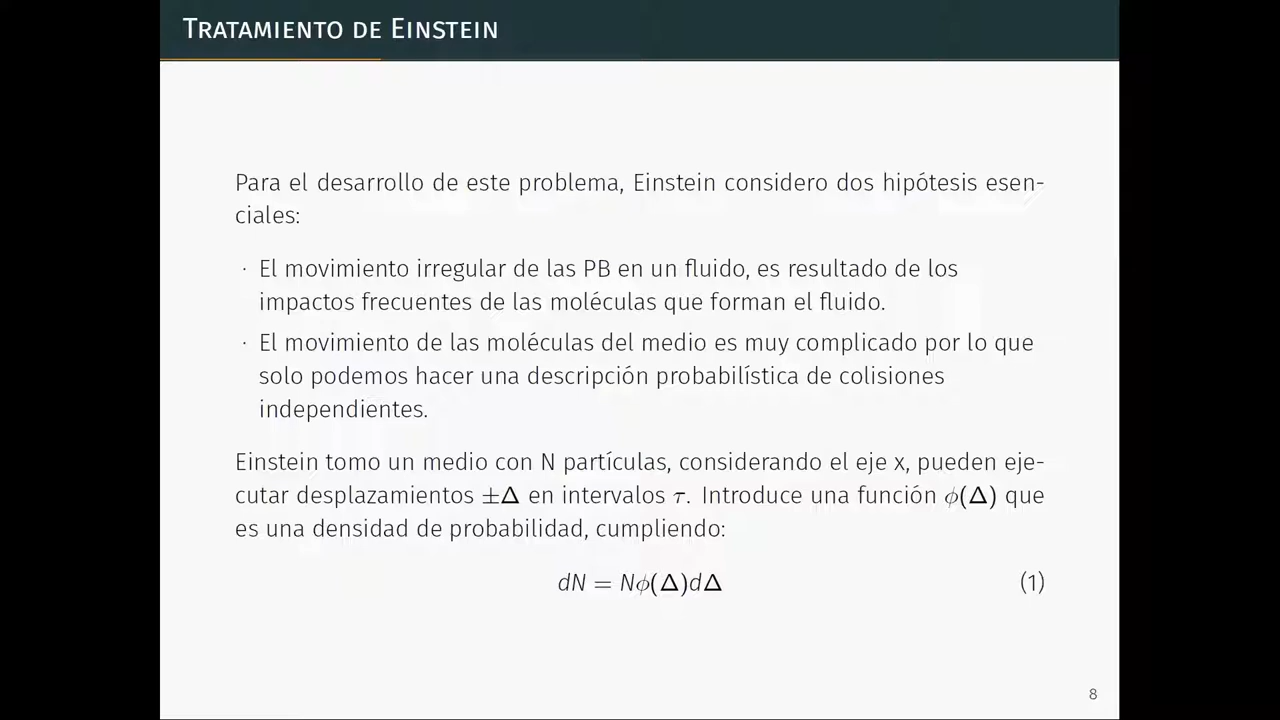 Tratamiento de Einstein
Para el desarrollo de este problema, Einstein considero dos hipótesis esen-
ciales:
· El movimiento irregular de las PB en un fluido, es resultado de los
impactos frecuentes de las moléculas que forman el fluido.
· El movimiento de las moléculas del medio es muy complicado por lo que
solo podemos hacer una descripción probabilística de colisiones
independientes.
Einstein tomo un medio con N partículas, considerando el eje x, pueden eje-
cutar desplazamientos ±Δ en intervalos τ. Introduce una función ϕ(Δ) que
es una densidad de probabilidad, cumpliendo:
dN = Nϕ(Δ)dΔ (1)
8